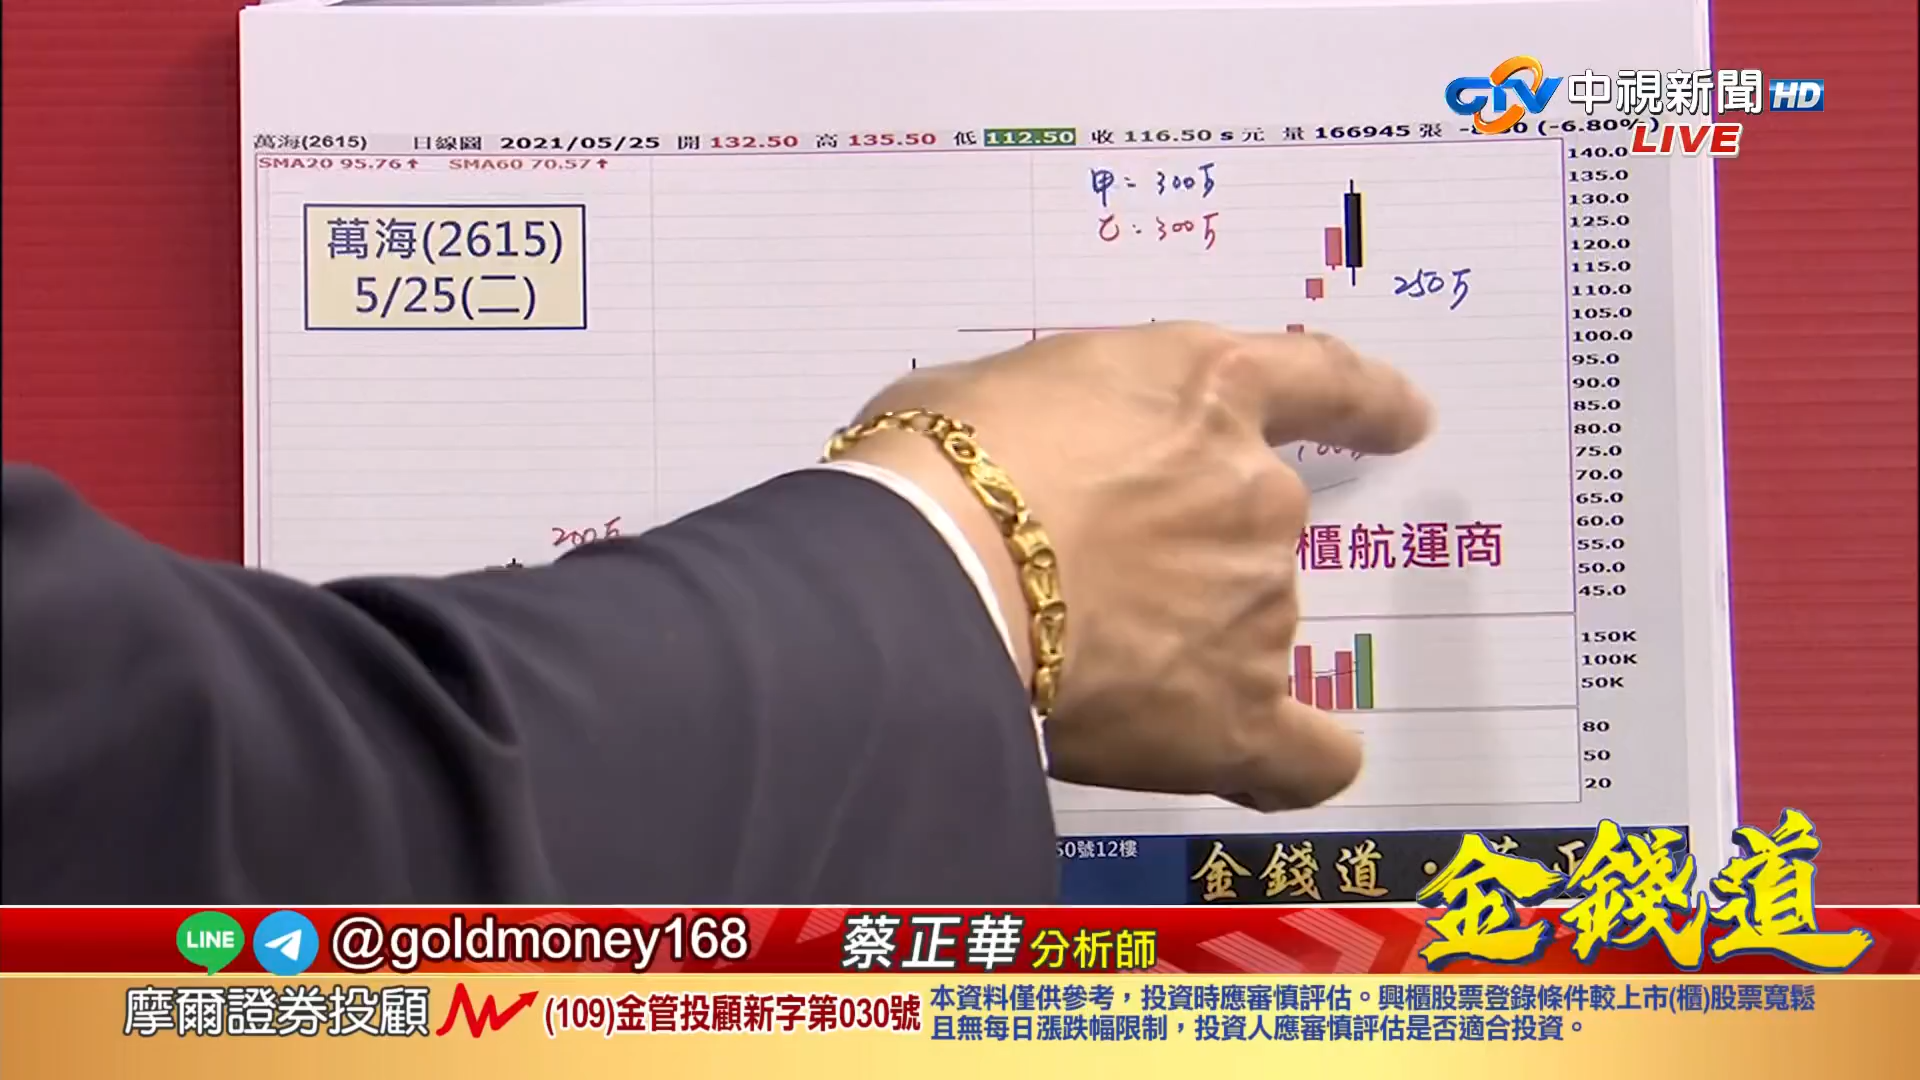 CTV 中視新聞 HD
LIVE
萬海(2615) 日線圖 2021/05/25 開 132.50 高 135.50 低 112.50 收 116.50 s 元 量 166945 張 (-6.80%)
SMA20 95.76↑ SMA60 70.57↑
萬海(2615)
5/25(二)
甲 = 300万
乙 : 300万
250万
200万
櫃航運商
140.0
135.0
130.0
125.0
120.0
115.0
110.0
105.0
100.0
95.0
90.0
85.0
80.0
75.0
70.0
65.0
60.0
55.0
50.0
45.0
150K
100K
50K
80
50
20
50號12樓
金錢道
金錢道
LINE @goldmoney168 蔡正華 分析師
摩爾證券投顧 (109)金管投顧新字第030號
本資料僅供參考，投資時應審慎評估。興櫃股票登錄條件較上市(櫃)股票寬鬆
且無每日漲跌幅限制，投資人應審慎評估是否適合投資。